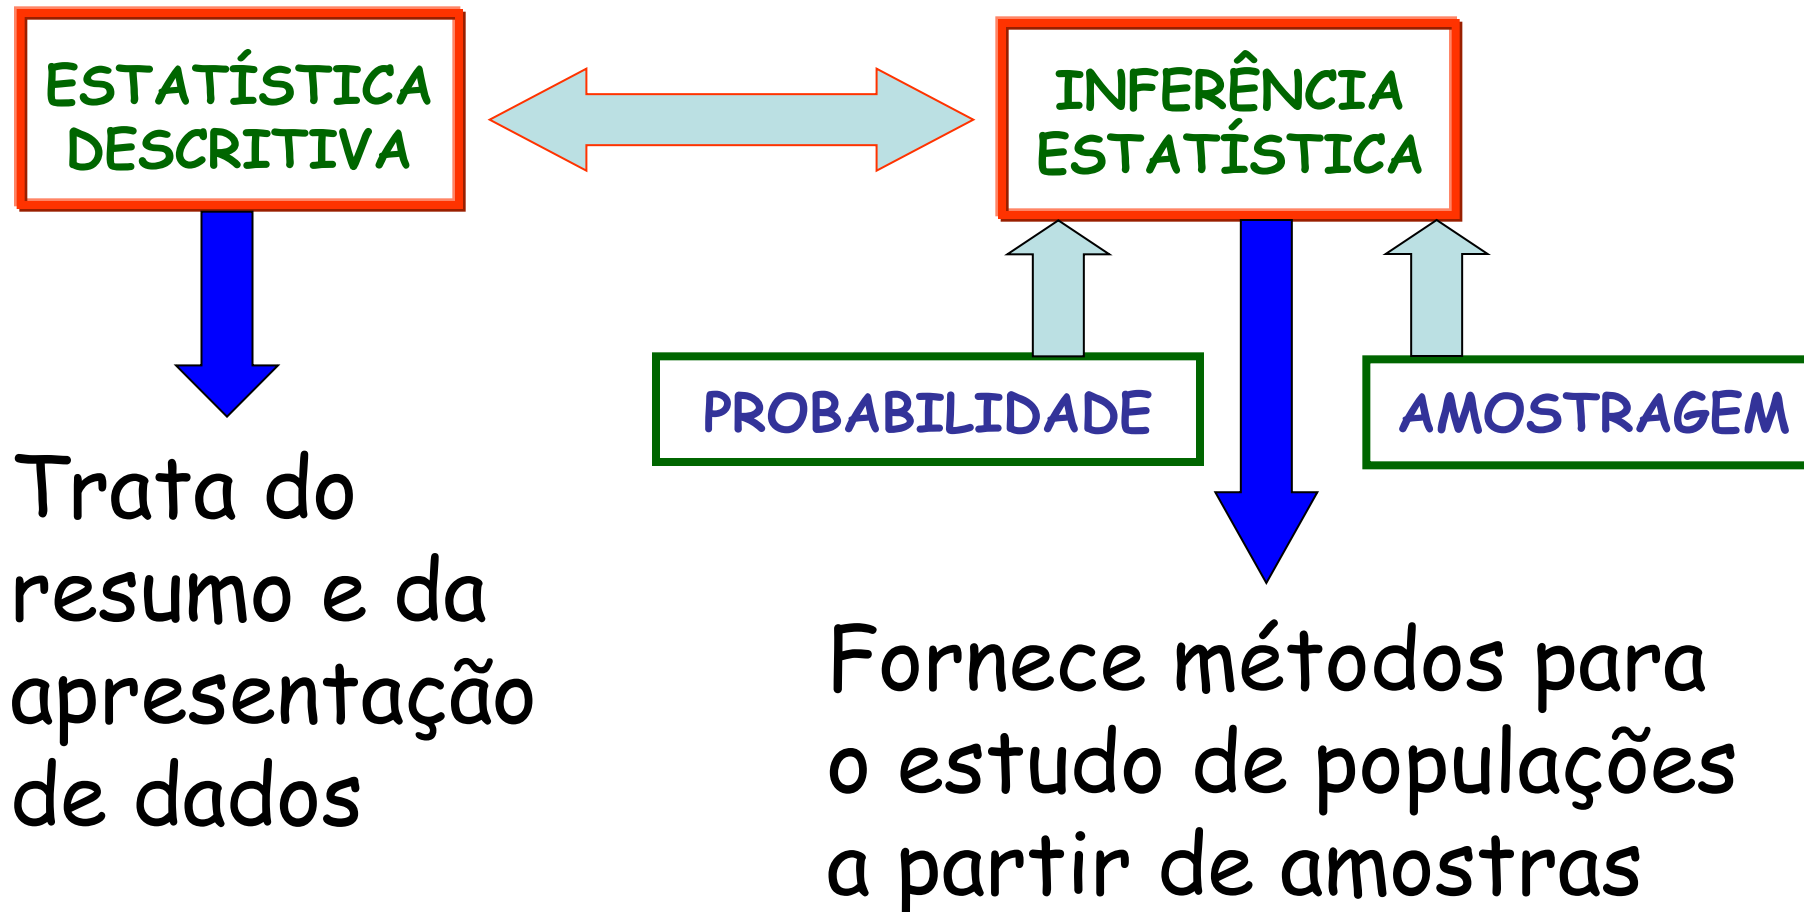 ESTATÍSTICA
DESCRITIVA
INFERÊNCIA
ESTATÍSTICA
PROBABILIDADE
AMOSTRAGEM
Trata do
resumo e da
apresentação
de dados
Fornece métodos para
o estudo de populações
a partir de amostras